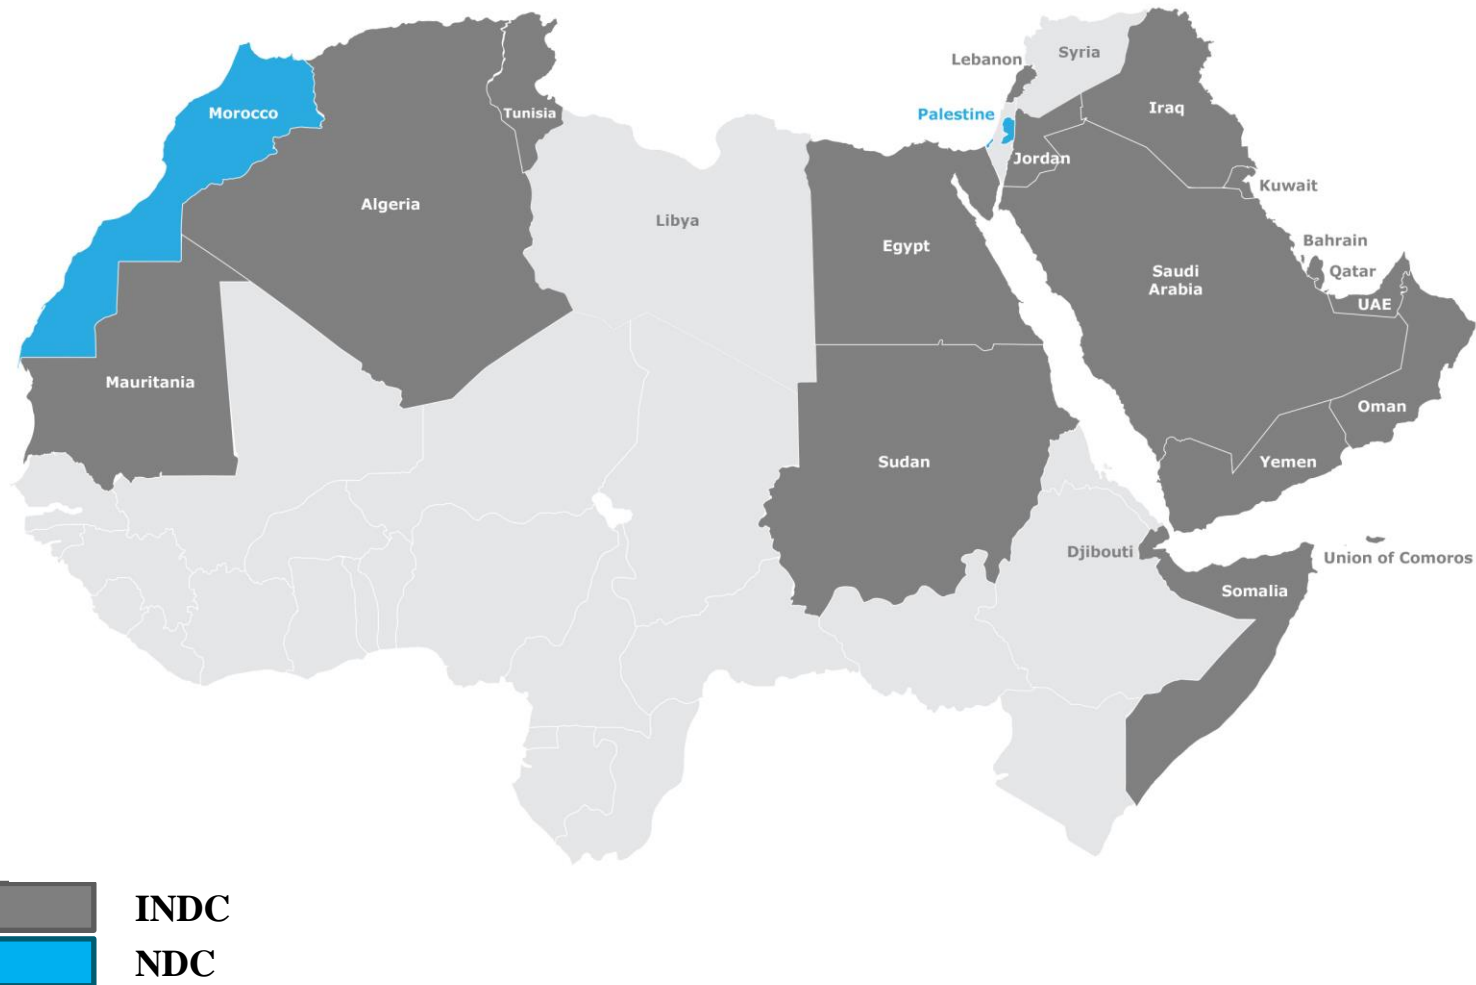 Lebanon
Syria
Morocco
Tunisia
Palestine
Iraq
Jordan
Kuwait
Algeria
Libya
Egypt
Bahrain
Saudi
Arabia
Qatar
UAE
Mauritania
Oman
Sudan
Yemen
Djibouti
Union of Comoros
Somalia
INDC
NDC